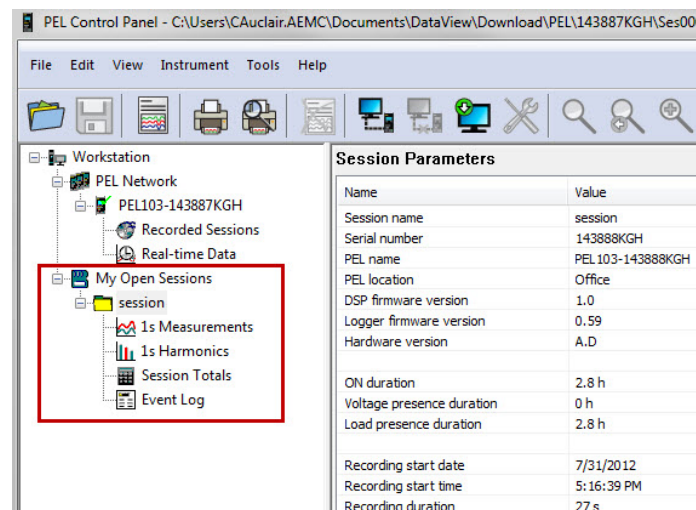 PEL Control Panel - C:\Users\CAuclair.AEMC\Documents\DataView\Download\PEL\143887KGH\Ses00
File Edit View Instrument Tools Help
Workstation
PEL Network
PEL103-143887KGH
Recorded Sessions
Real-time Data
My Open Sessions
session
1s Measurements
1s Harmonics
Session Totals
Event Log
Session Parameters
Name Value
Session name session
Serial number 143888KGH
PEL name PEL103-143888KGH
PEL location Office
DSP firmware version 1.0
Logger firmware version 0.59
Hardware version A.D
ON duration 2.8 h
Voltage presence duration 0 h
Load presence duration 2.8 h
Recording start date 7/31/2012
Recording start time 5:16:39 PM
Recording duration 27 s